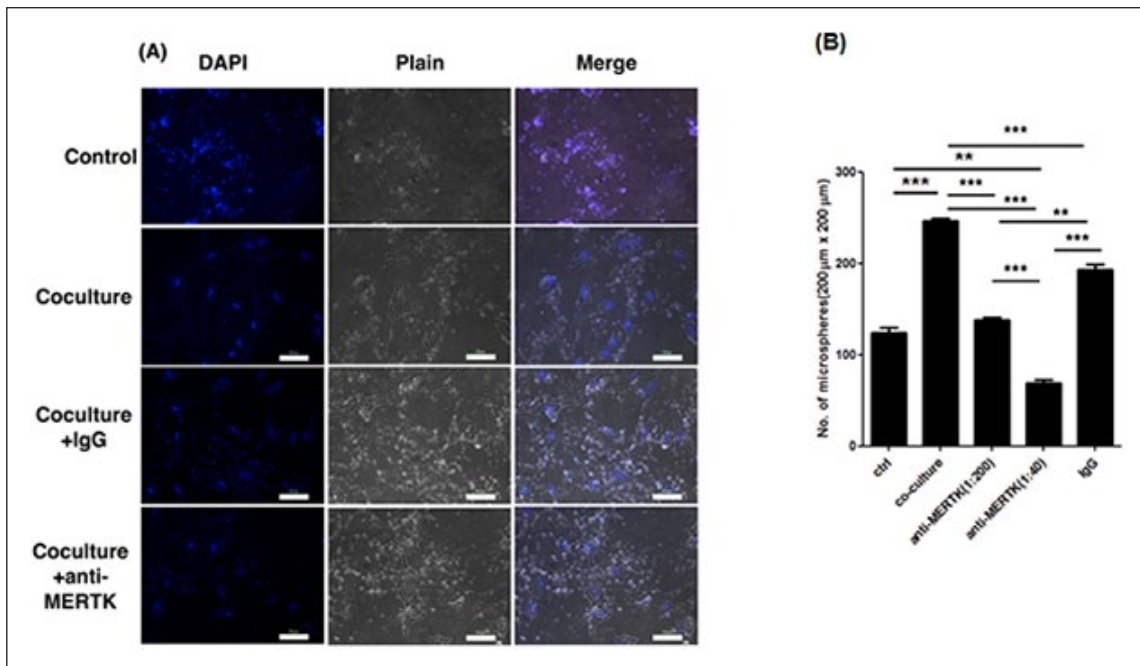 (A)
DAPI
Plain
Merge
Control
Coculture
Coculture
+IgG
Coculture
+anti-
MERTK
(B)
No. of microspheres(200μm x 200 μm)
300
200
100
0
***
**
***
***
***
**
***
***
ctrl
co-culture
anti-MERTK(1:200)
anti-MERTK(1:40)
IgG